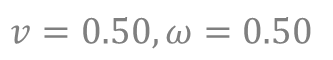 𝑣 = 0.50, 𝜔 = 0.50